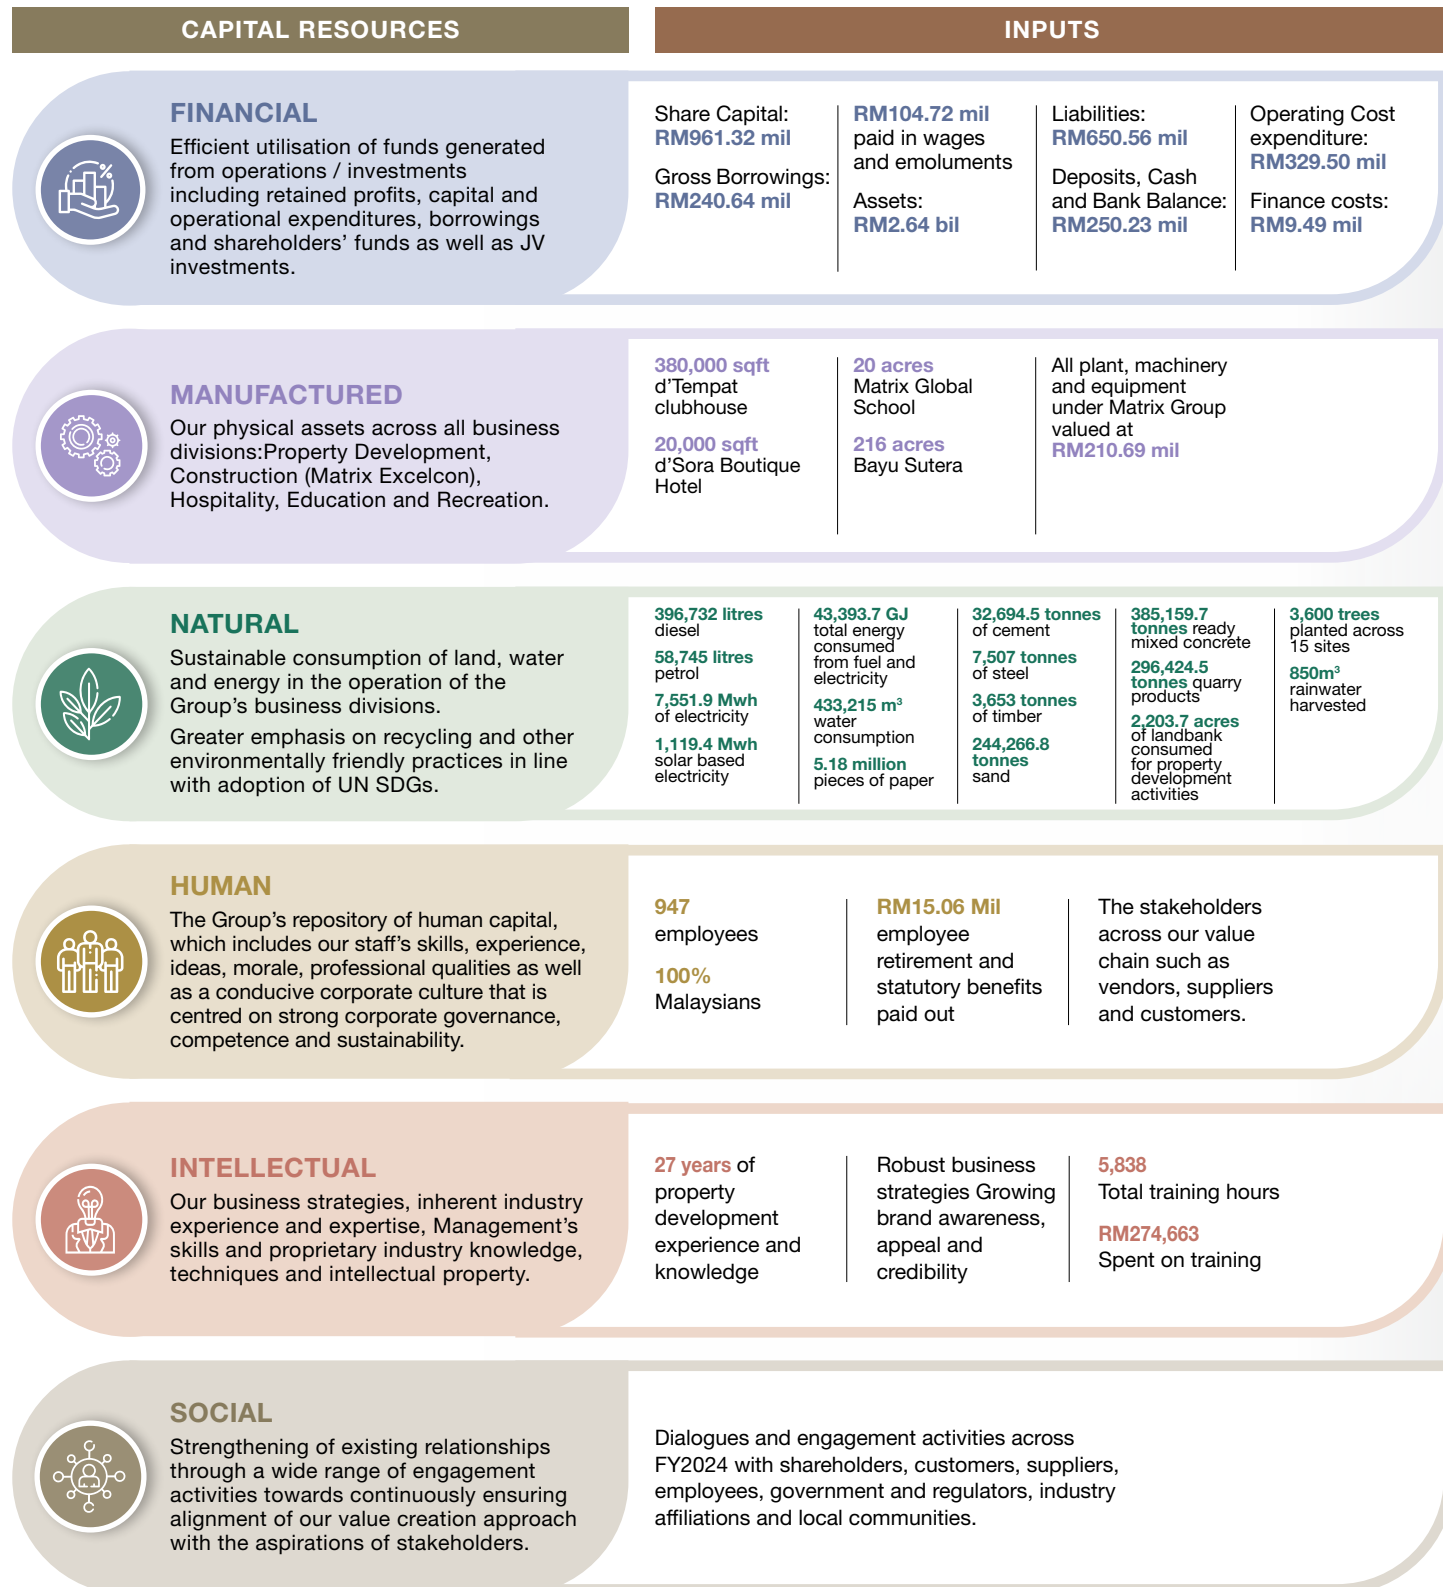 CAPITAL RESOURCES
INPUTS
FINANCIAL
Efficient utilisation of funds generated
from operations / investments
including retained profits, capital and
operational expenditures, borrowings
and shareholders' funds as well as JV
investments.
Share Capital:
RM961.32 mil
Gross Borrowings:
RM240.64 mil
RM104.72 mil
paid in wages
and emoluments
Assets:
RM2.64 bil
Liabilities:
RM650.56 mil
Deposits, Cash
and Bank Balance:
RM250.23 mil
Operating Cost
expenditure:
RM329.50 mil
Finance costs:
RM9.49 mil
MANUFACTURED
Our physical assets across all business
divisions:Property Development,
Construction (Matrix Excelcon),
Hospitality, Education and Recreation.
380,000 sqft
d'Tempat
clubhouse
20,000 sqft
d'Sora Boutique
Hotel
20 acres
Matrix Global
School
216 acres
Bayu Sutera
All plant, machinery
and equipment
under Matrix Group
valued at
RM210.69 mil
NATURAL
Sustainable consumption of land, water
and energy in the operation of the
Group's business divisions.
Greater emphasis on recycling and other
environmentally friendly practices in line
with adoption of UN SDGs.
396,732 litres
diesel
58,745 litres
petrol
7,551.9 Mwh
of electricity
1,119.4 Mwh
solar based
electricity
43,393.7 GJ
total energy
consumed
from fuel and
electricity
433,215 m³
water
consumption
5.18 million
pieces of paper
32,694.5 tonnes
of cement
7,507 tonnes
of steel
3,653 tonnes
of timber
244,266.8
tonnes
sand
385,159.7
tonnes ready
mixed concrete
296,424.5
tonnes quarry
products
2,203.7 acres
of landbank
consumed
for property
development
activities
3,600 trees
planted across
15 sites
850m³
rainwater
harvested
HUMAN
The Group's repository of human capital,
which includes our staff's skills, experience,
ideas, morale, professional qualities as well
as a conducive corporate culture that is
centred on strong corporate governance,
competence and sustainability.
947
employees
100%
Malaysians
RM15.06 Mil
employee
retirement and
statutory benefits
paid out
The stakeholders
across our value
chain such as
vendors, suppliers
and customers.
INTELLECTUAL
Our business strategies, inherent industry
experience and expertise, Management's
skills and proprietary industry knowledge,
techniques and intellectual property.
27 years of
property
development
experience and
knowledge
Robust business
strategies Growing
brand awareness,
appeal and
credibility
5,838
Total training hours
RM274,663
Spent on training
SOCIAL
Strengthening of existing relationships
through a wide range of engagement
activities towards continuously ensuring
alignment of our value creation approach
with the aspirations of stakeholders.
Dialogues and engagement activities across
FY2024 with shareholders, customers, suppliers,
employees, government and regulators, industry
affiliations and local communities.